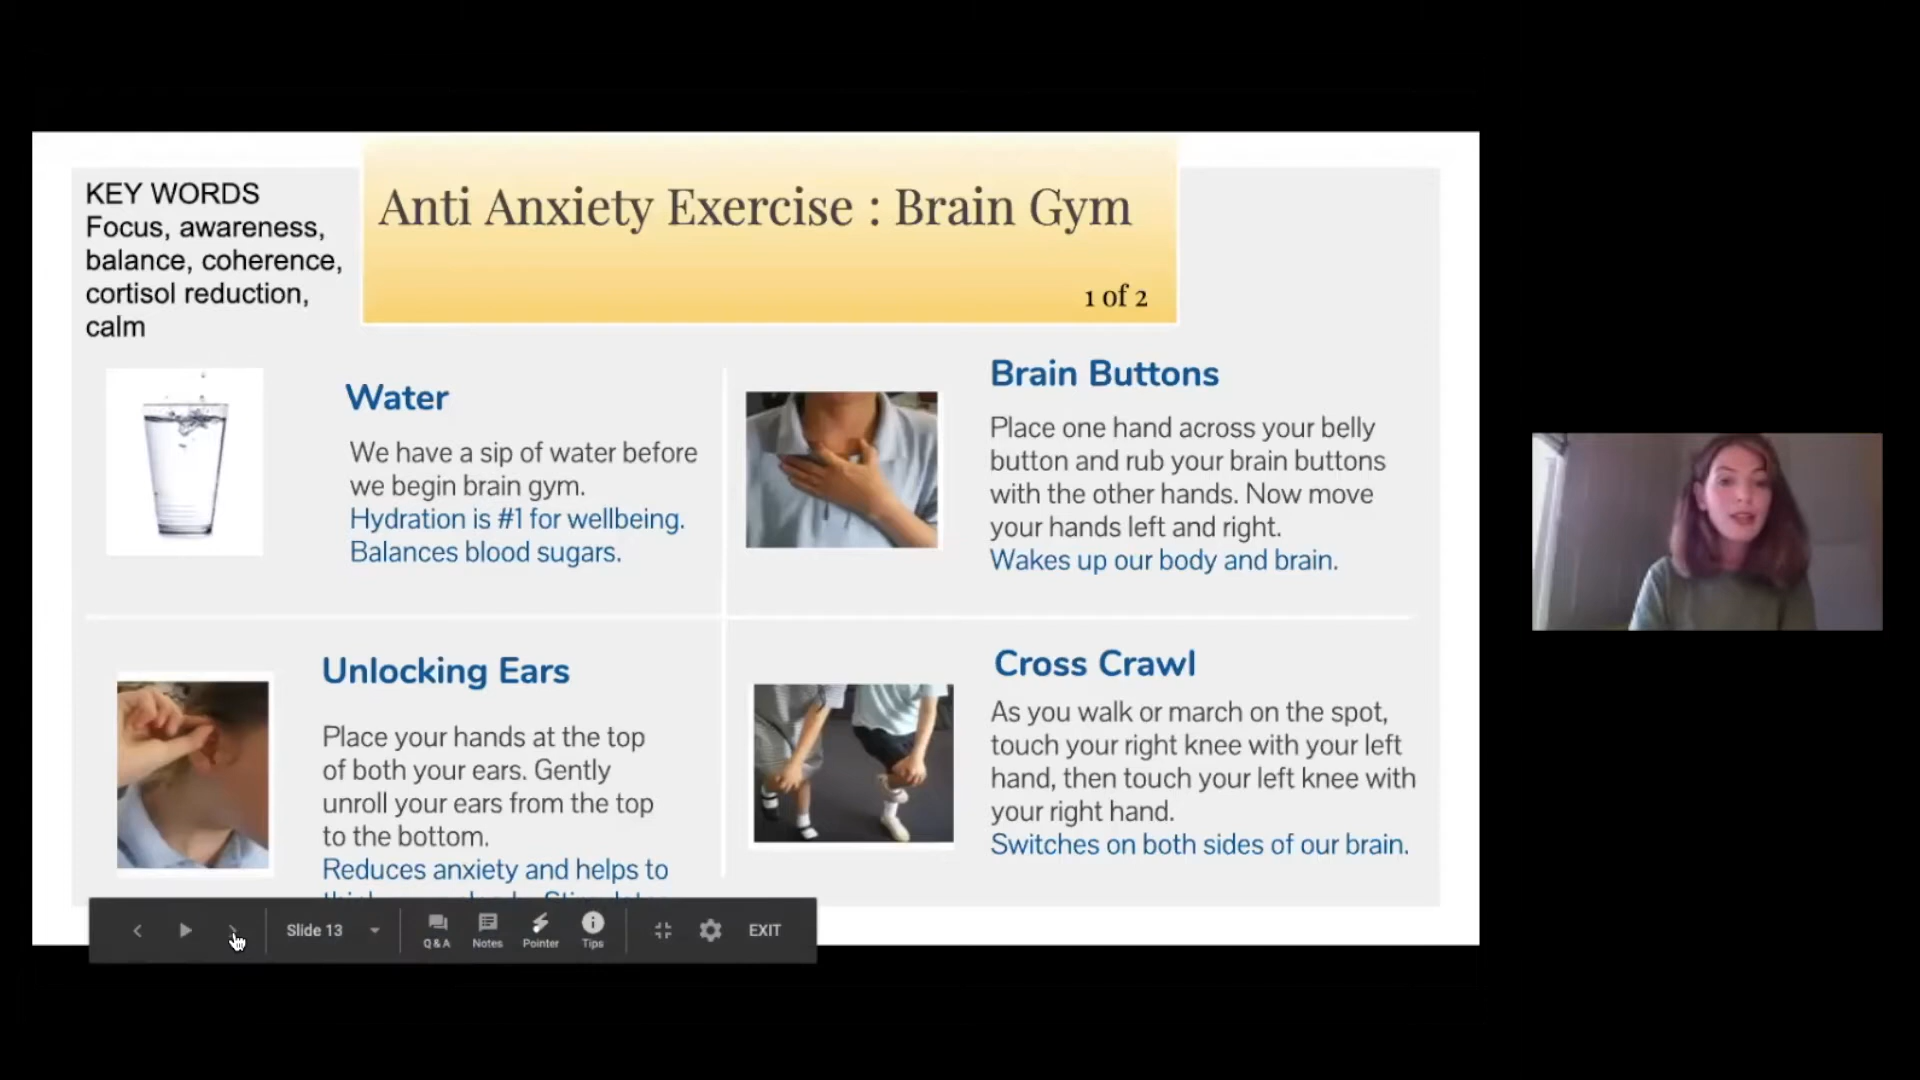 KEY WORDS
Focus, awareness,
balance, coherence,
cortisol reduction,
calm
Anti Anxiety Exercise : Brain Gym
1 of 2
Water
We have a sip of water before
we begin brain gym.
Hydration is #1 for wellbeing.
Balances blood sugars.
Brain Buttons
Place one hand across your belly
button and rub your brain buttons
with the other hands. Now move
your hands left and right.
Wakes up our body and brain.
Unlocking Ears
Place your hands at the top
of both your ears. Gently
unroll your ears from the top
to the bottom.
Reduces anxiety and helps to
Cross Crawl
As you walk or march on the spot,
touch your right knee with your left
hand, then touch your left knee with
your right hand.
Switches on both sides of our brain.
Slide 13
Q&A
Notes
Pointer
Tips
EXIT